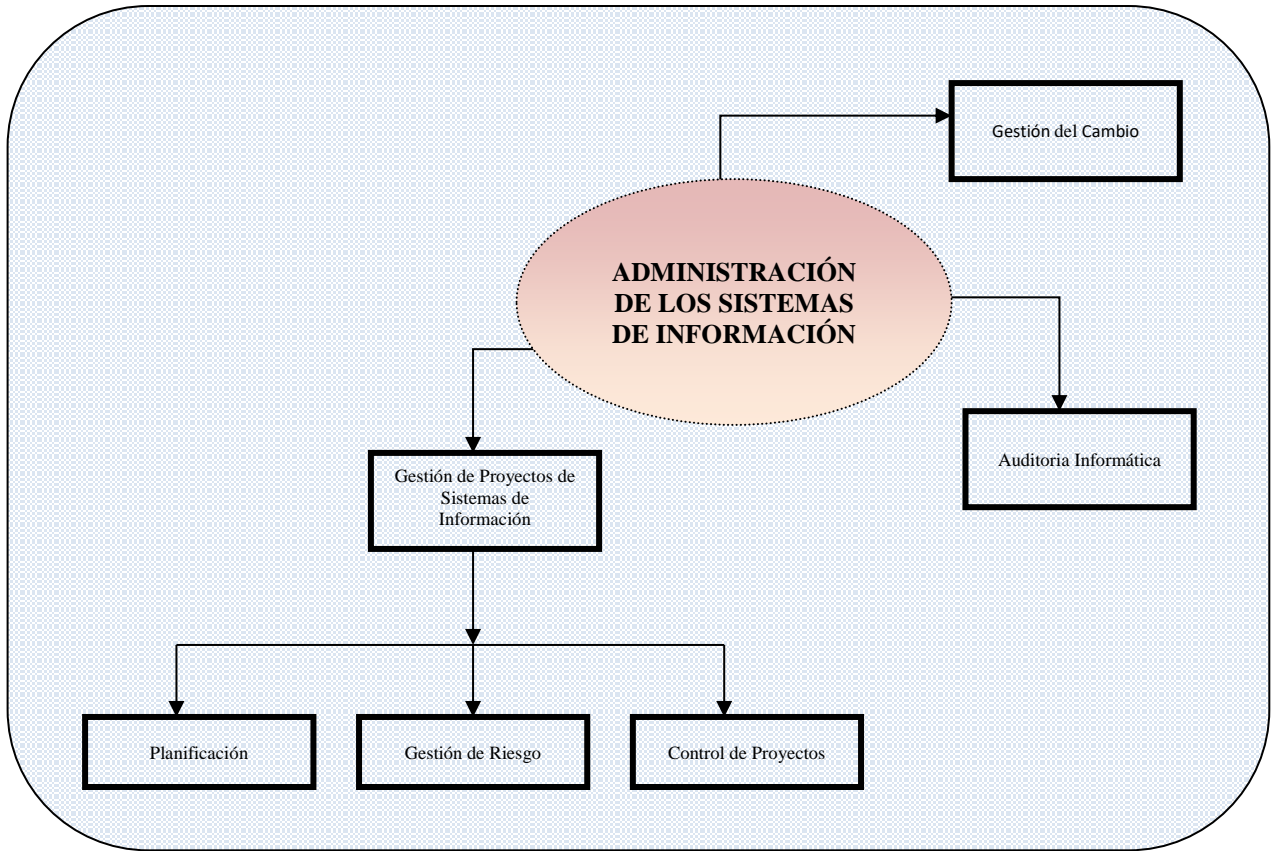 Gestión del Cambio
ADMINISTRACIÓN
DE LOS SISTEMAS
DE INFORMACIÓN
Auditoria Informática
Gestión de Proyectos de
Sistemas de
Información
Planificación
Gestión de Riesgo
Control de Proyectos